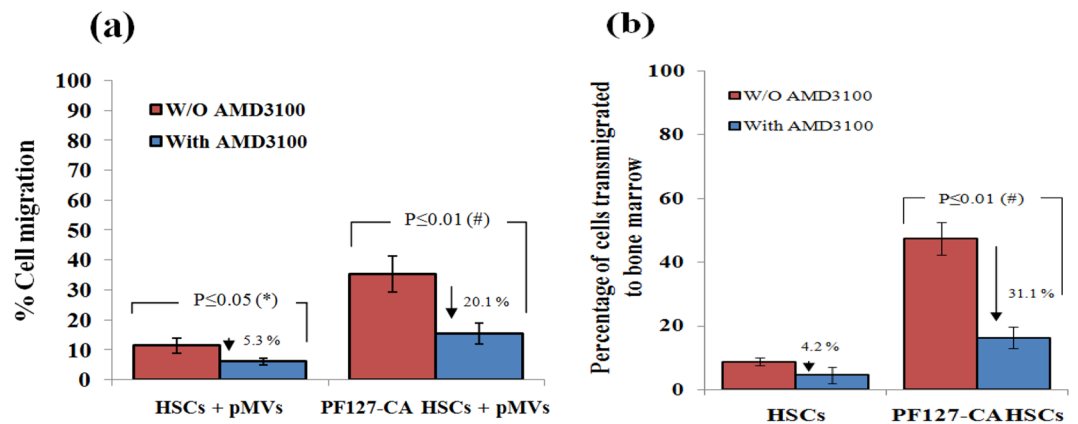 (a)
% Cell migration
100
90
80
70
60
50
40
30
20
10
0
W/O AMD3100
With AMD3100
P≤0.05 (*)
5.3 %
P≤0.01 (#)
20.1 %
HSCs + pMVs
PF127-CA HSCs + pMVs
(b)
Percentage of cells transmigrated
to bone marrow
100
80
60
40
20
0
W/O AMD3100
With AMD3100
4.2 %
P≤0.01 (#)
31.1 %
HSCs
PF127-CA HSCs